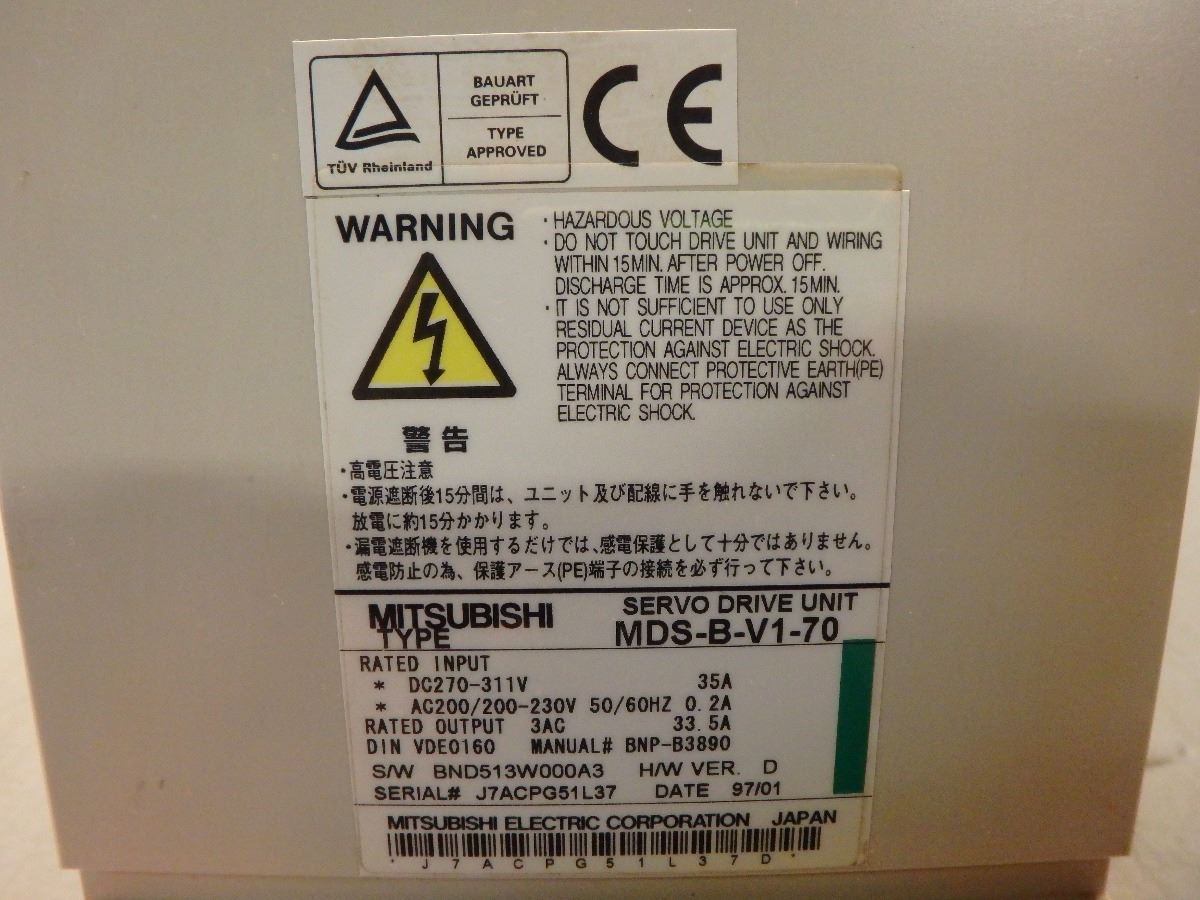 TÜV Rheinland
BAUART
GEPRÜFT
TYPE
APPROVED
CE
WARNING
・HAZARDOUS VOLTAGE
・DO NOT TOUCH DRIVE UNIT AND WIRING
WITHIN 15MIN. AFTER POWER OFF.
DISCHARGE TIME IS APPROX. 15MIN.
・IT IS NOT SUFFICIENT TO USE ONLY
RESIDUAL CURRENT DEVICE AS THE
PROTECTION AGAINST ELECTRIC SHOCK.
ALWAYS CONNECT PROTECTIVE EARTH(PE)
TERMINAL FOR PROTECTION AGAINST
ELECTRIC SHOCK.
警告
・高電圧注意
・電源遮断後15分間は、ユニット及び配線に手を触れないで下さい。
放電に約15分かかります。
・漏電遮断機を使用するだけでは、感電保護として十分ではありません。
感電防止の為、保護アース(PE)端子の接続を必ず行って下さい。
MITSUBISHI SERVO DRIVE UNIT
TYPE MDS-B-V1-70
RATED INPUT
* DC270-311V 35A
* AC200/200-230V 50/60HZ 0.2A
RATED OUTPUT 3AC 33.5A
DIN VDE0160 MANUAL# BNP-B3890
S/W BND513W000A3 H/W VER. D
SERIAL# J7ACPG51L37 DATE 97/01
MITSUBISHI ELECTRIC CORPORATION JAPAN
* J 7 A C P G 5 1 L 3 7 D *